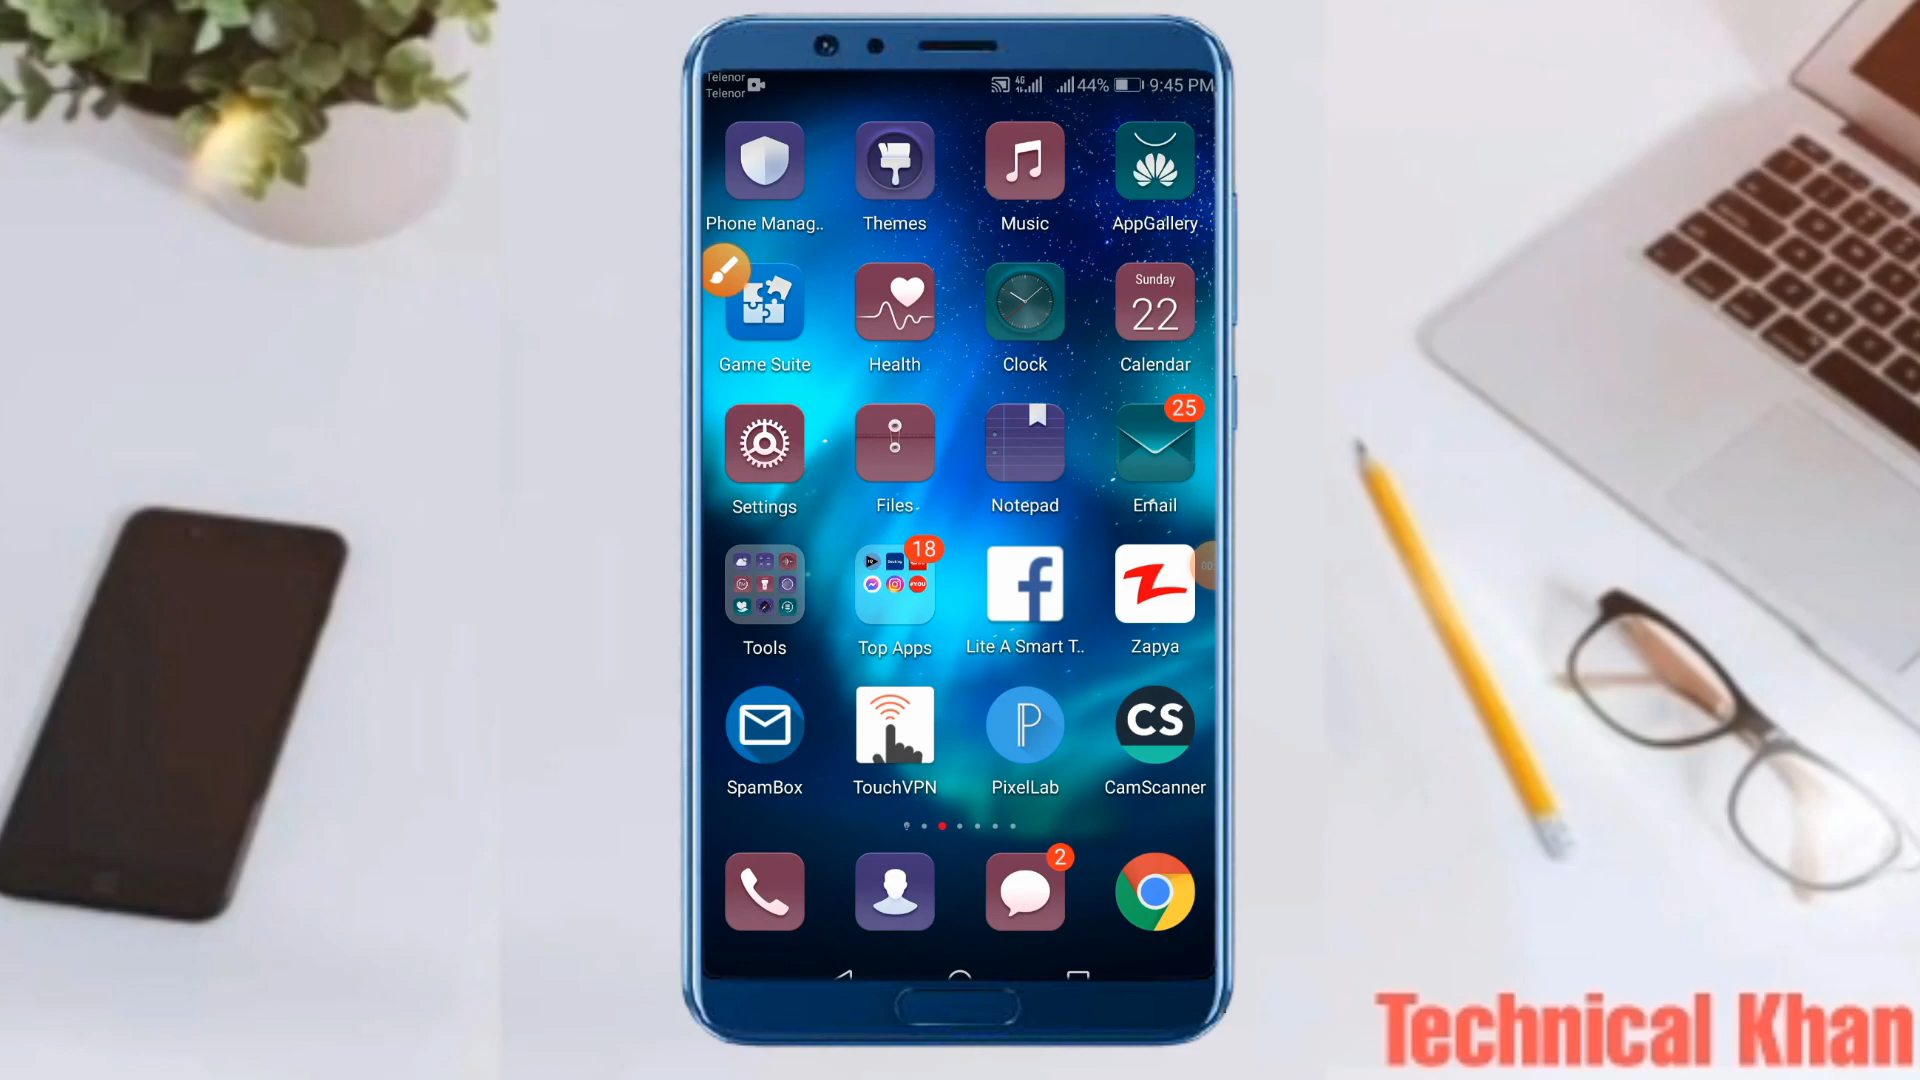 Telenor
Telenor
4G
44%
9:45 PM
Phone Manag..
Themes
Music
AppGallery
Sunday
22
Game Suite
Health
Clock
Calendar
25
Settings
Files
Notepad
Email
18
Tools
Top Apps
Lite A Smart T..
Zapya
00:
CS
SpamBox
TouchVPN
PixelLab
CamScanner
2
Technical Khan